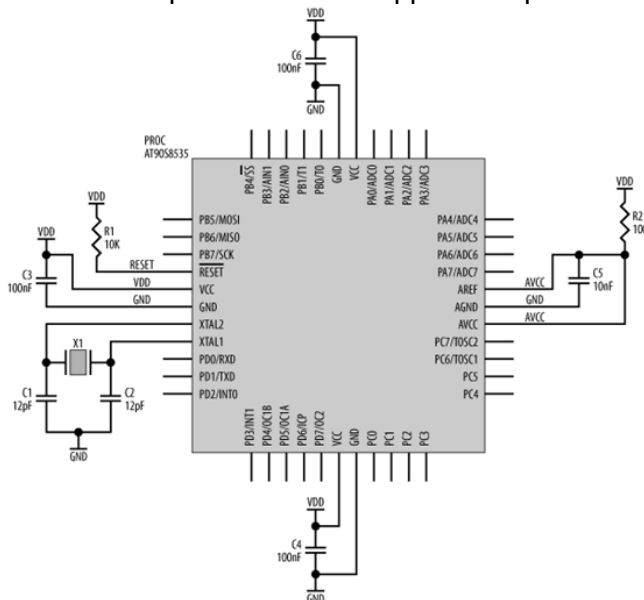 VDD
C6
100nF
GND
PROC
AT90S8535
PB4/SS
PB3/AIN1
PB2/AIN0
PB1/T1
PB0/T0
GND
VCC
PA0/ADC0
PA1/ADC1
PA2/ADC2
PA3/ADC3
VDD
R1
10K
RESET
VDD
C3
100nF
VDD
GND
X1
C1
12pF
C2
12pF
GND
PB5/MOSI
PB6/MISO
PB7/SCK
RESET
VCC
GND
XTAL2
XTAL1
PD0/RXD
PD1/TXD
PD2/INT0
PA4/ADC4
PA5/ADC5
PA6/ADC6
PA7/ADC7
AREF
AGND
AVCC
PC7/TOSC2
PC6/TOSC1
PC5
PC4
VDD
R2
AVCC
GND
AVCC
C5
10nF
PD3/INT1
PD4/OC1B
PD5/OC1A
PD6/ICP
PD7/OC2
VCC
GND
PC0
PC1
PC2
PC3
VDD
C4
100nF
GND